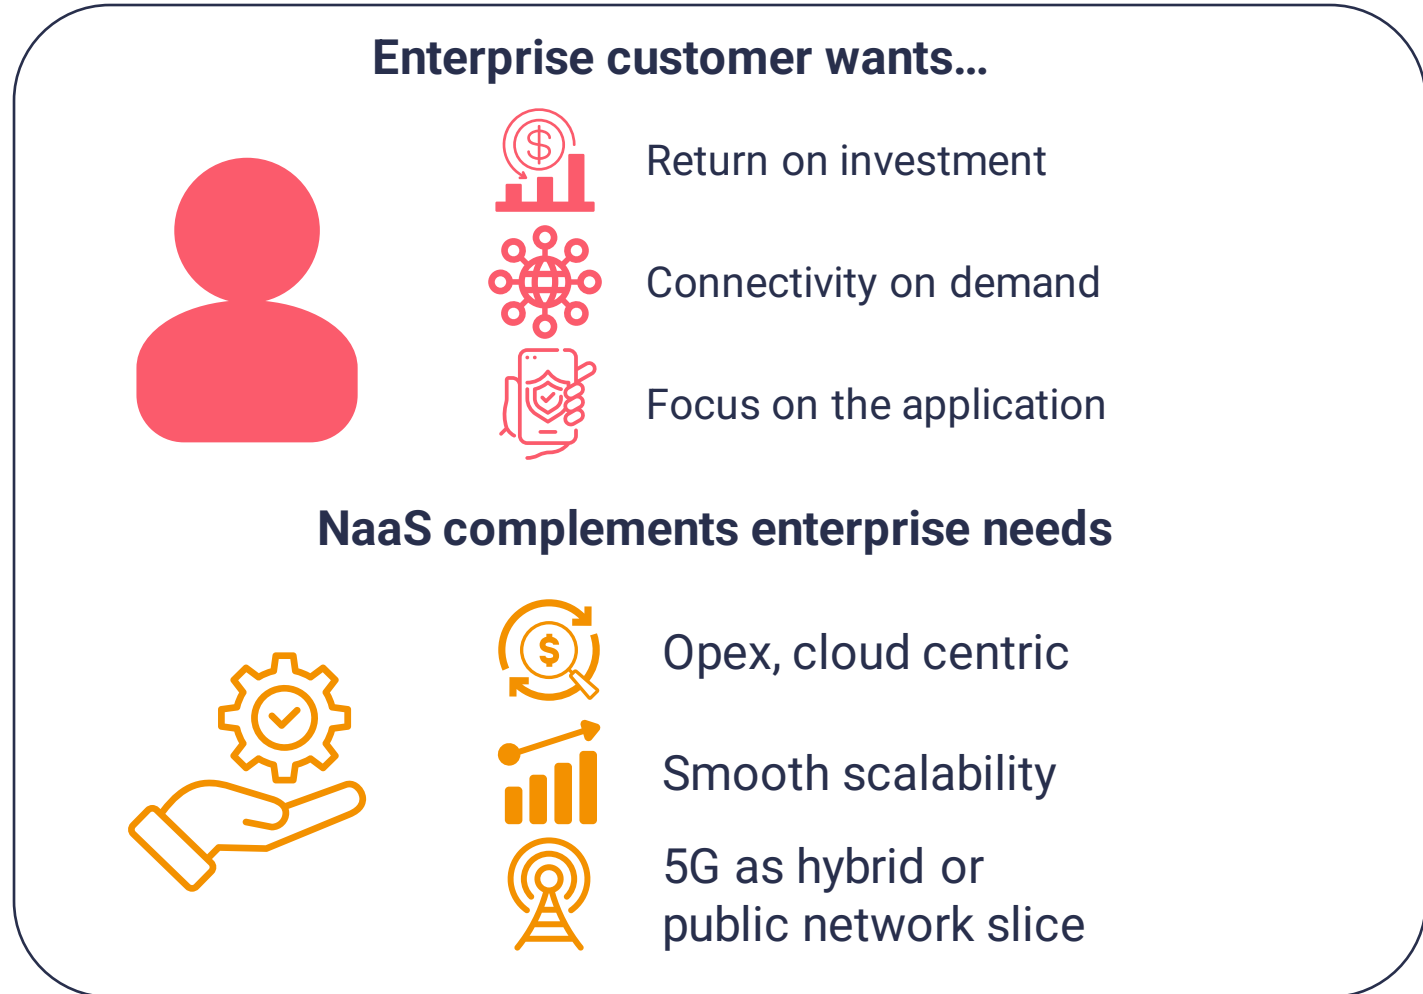 Enterprise customer wants…
Return on investment
Connectivity on demand
Focus on the application
NaaS complements enterprise needs
Opex, cloud centric
Smooth scalability
5G as hybrid or
public network slice